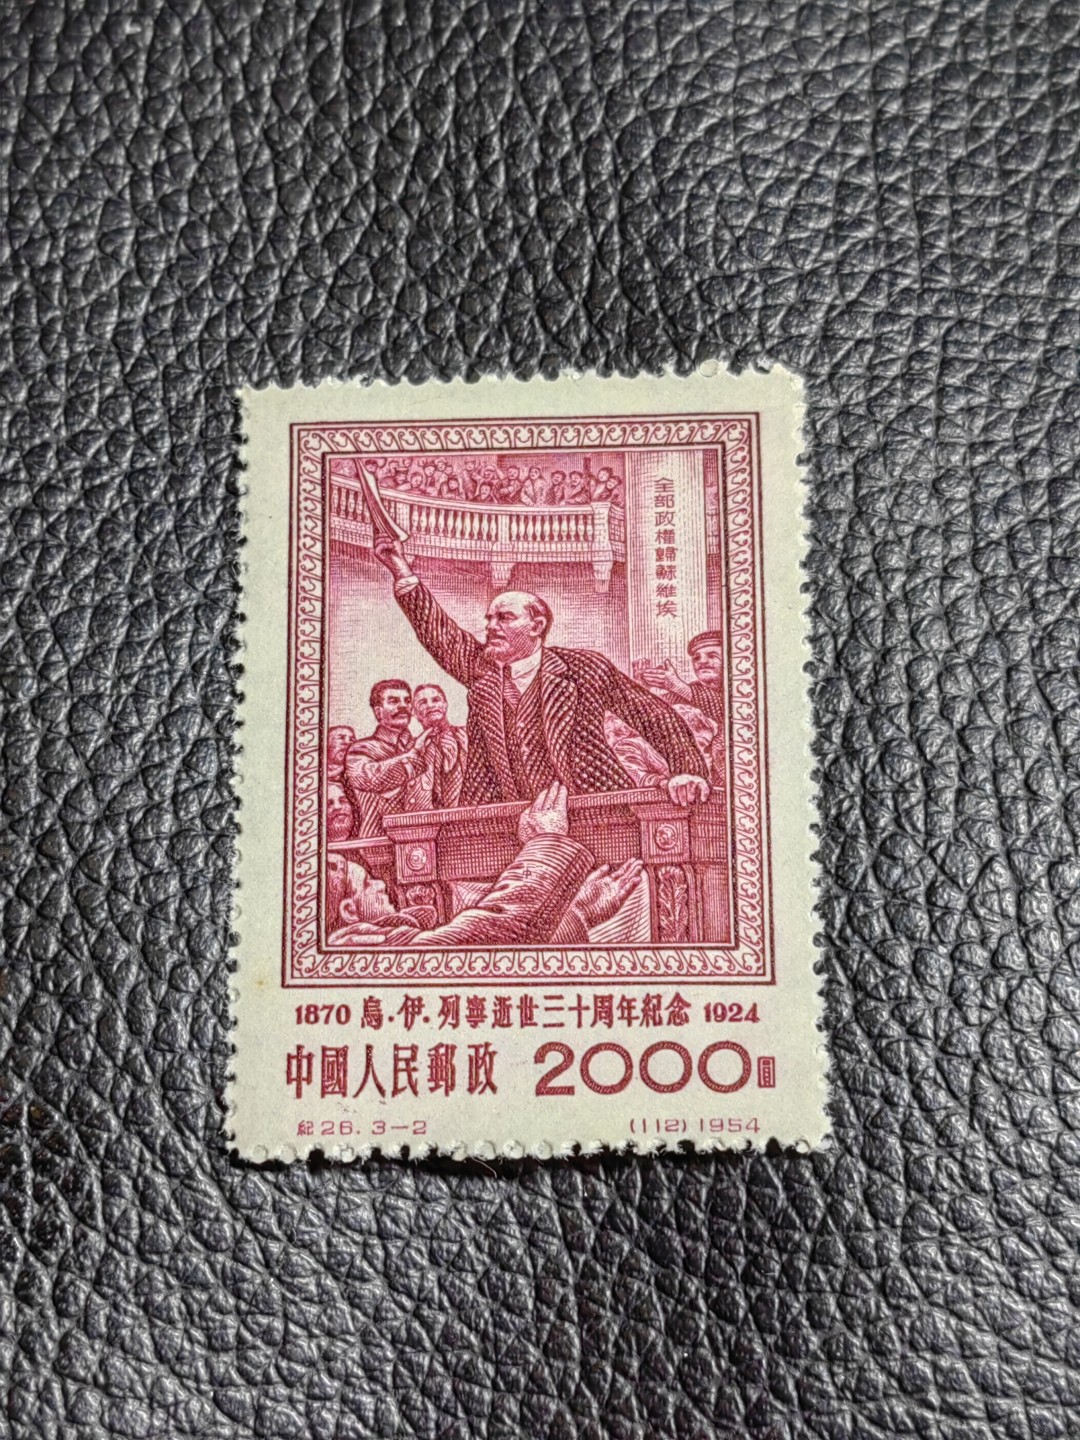 全部政權歸蘇維埃
1870 烏·伊·列寧逝世三十周年紀念 1924
中國人民郵政 2000圓
紀26.3-2 (112)1954